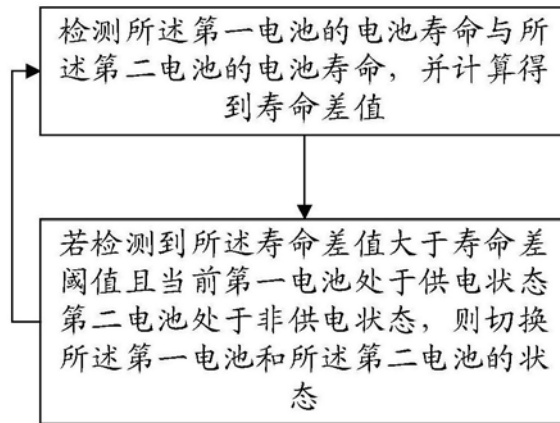 检测所述第一电池的电池寿命与所
述第二电池的电池寿命，并计算得
到寿命差值
若检测到所述寿命差值大于寿命差
阈值且当前第一电池处于供电状态
第二电池处于非供电状态，则切换
所述第一电池和所述第二电池的状
态